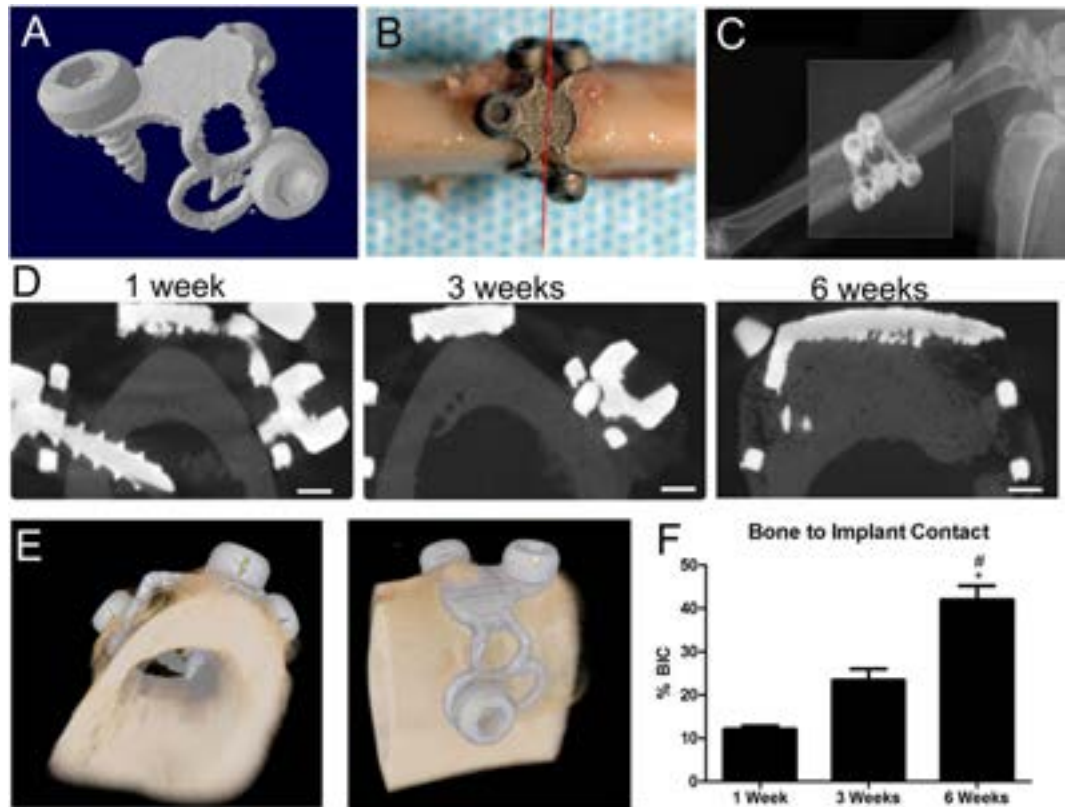 A
B
C
D
1 week
3 weeks
6 weeks
E
F
Bone to Implant Contact
% BIC
50
40
30
20
10
0
#
+
1 Week
3 Weeks
6 Weeks